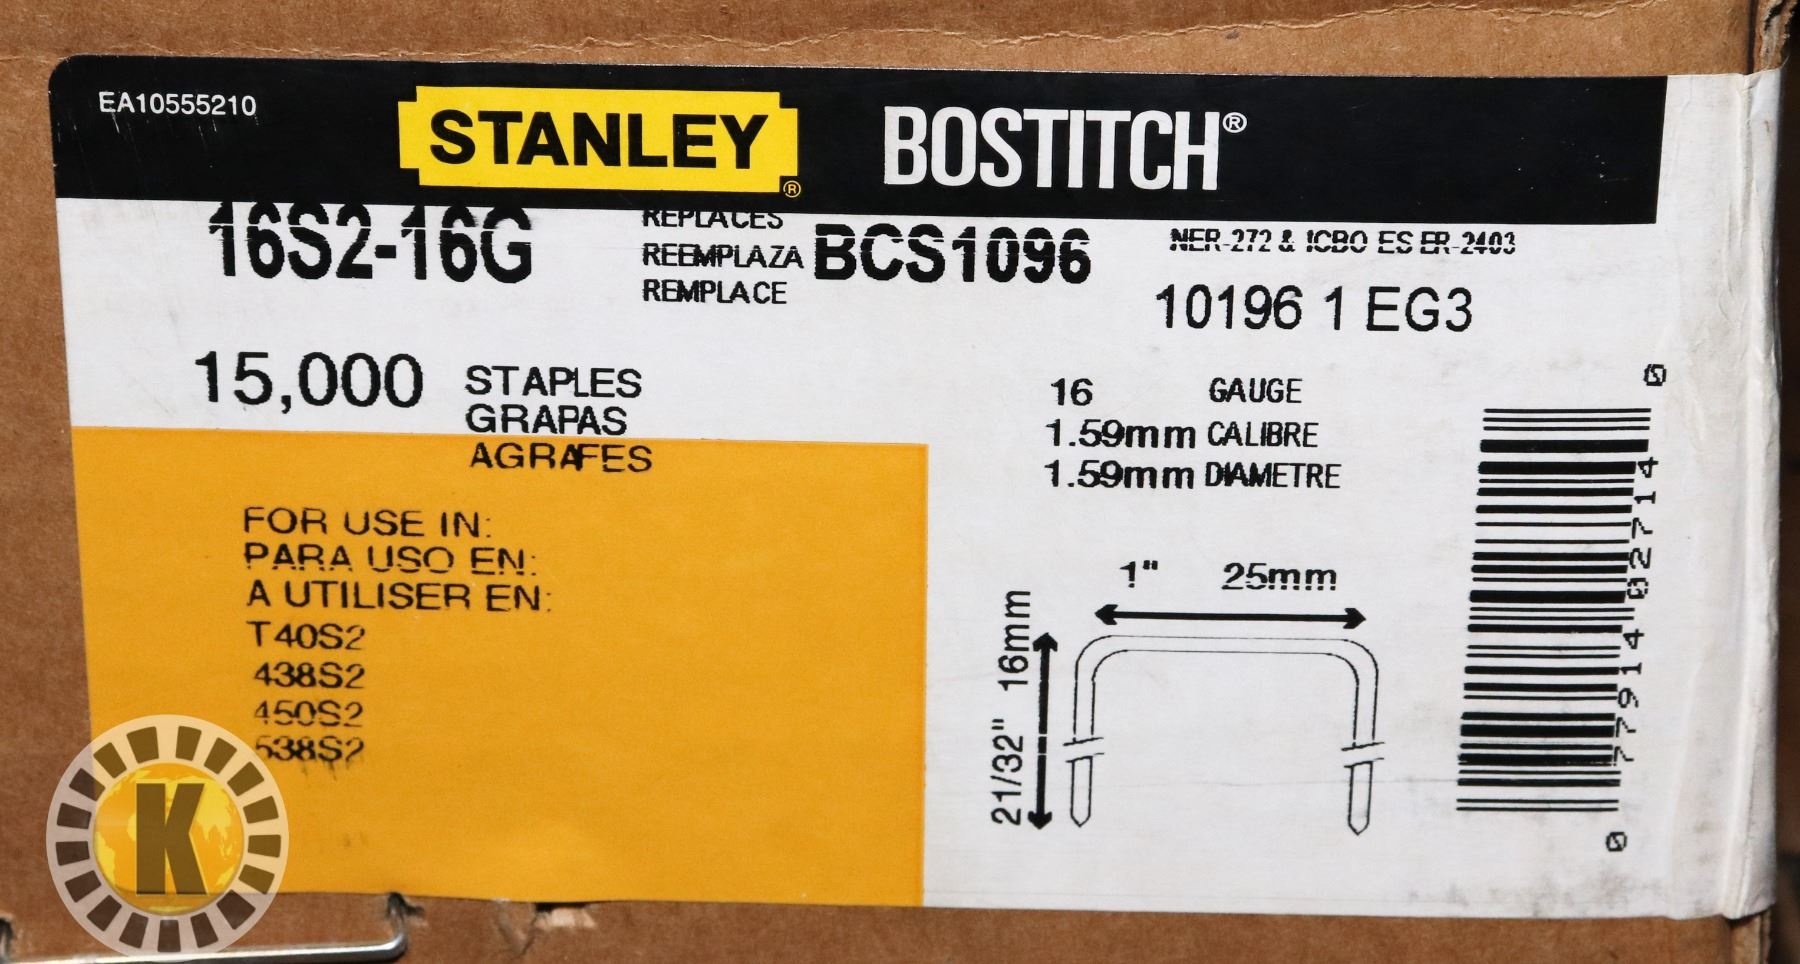 EA10555210
STANLEY® BOSTITCH®
16S2-16G
REPLACES
REEMPLAZA
REMPLACE
BCS1096
NER-272 & ICBO ES ER-2403
10196 1 EG3
15,000
STAPLES
GRAPAS
AGRAFES
16 GAUGE
1.59mm CALIBRE
1.59mm DIAMETRE
FOR USE IN:
PARA USO EN:
A UTILISER EN:
T40S2
438S2
450S2
538S2
1" 25mm
21/32" 16mm
0 77914 02714 0
K